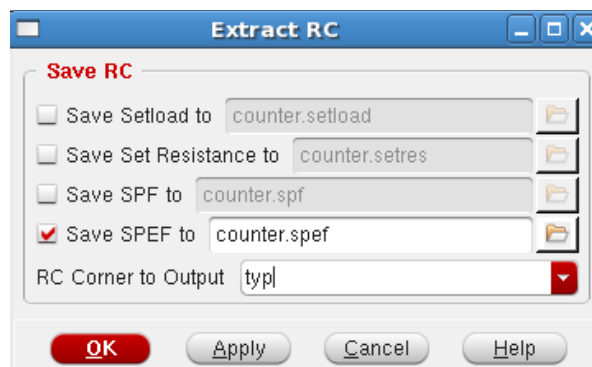 Extract RC
Save RC
Save Setload to counter.setload
Save Set Resistance to counter.setres
Save SPF to counter.spf
Save SPEF to counter.spef
RC Corner to Output typ
OK Apply Cancel Help